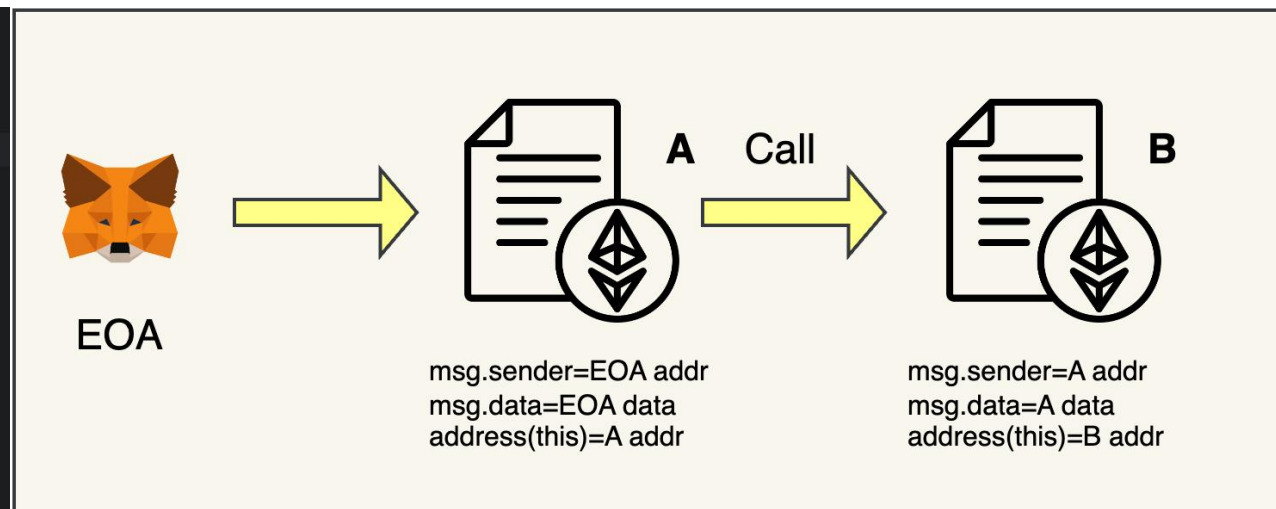 A
Call
B
EOA
msg.sender=EOA addr
msg.data=EOA data
address(this)=A addr
msg.sender=A addr
msg.data=A data
address(this)=B addr